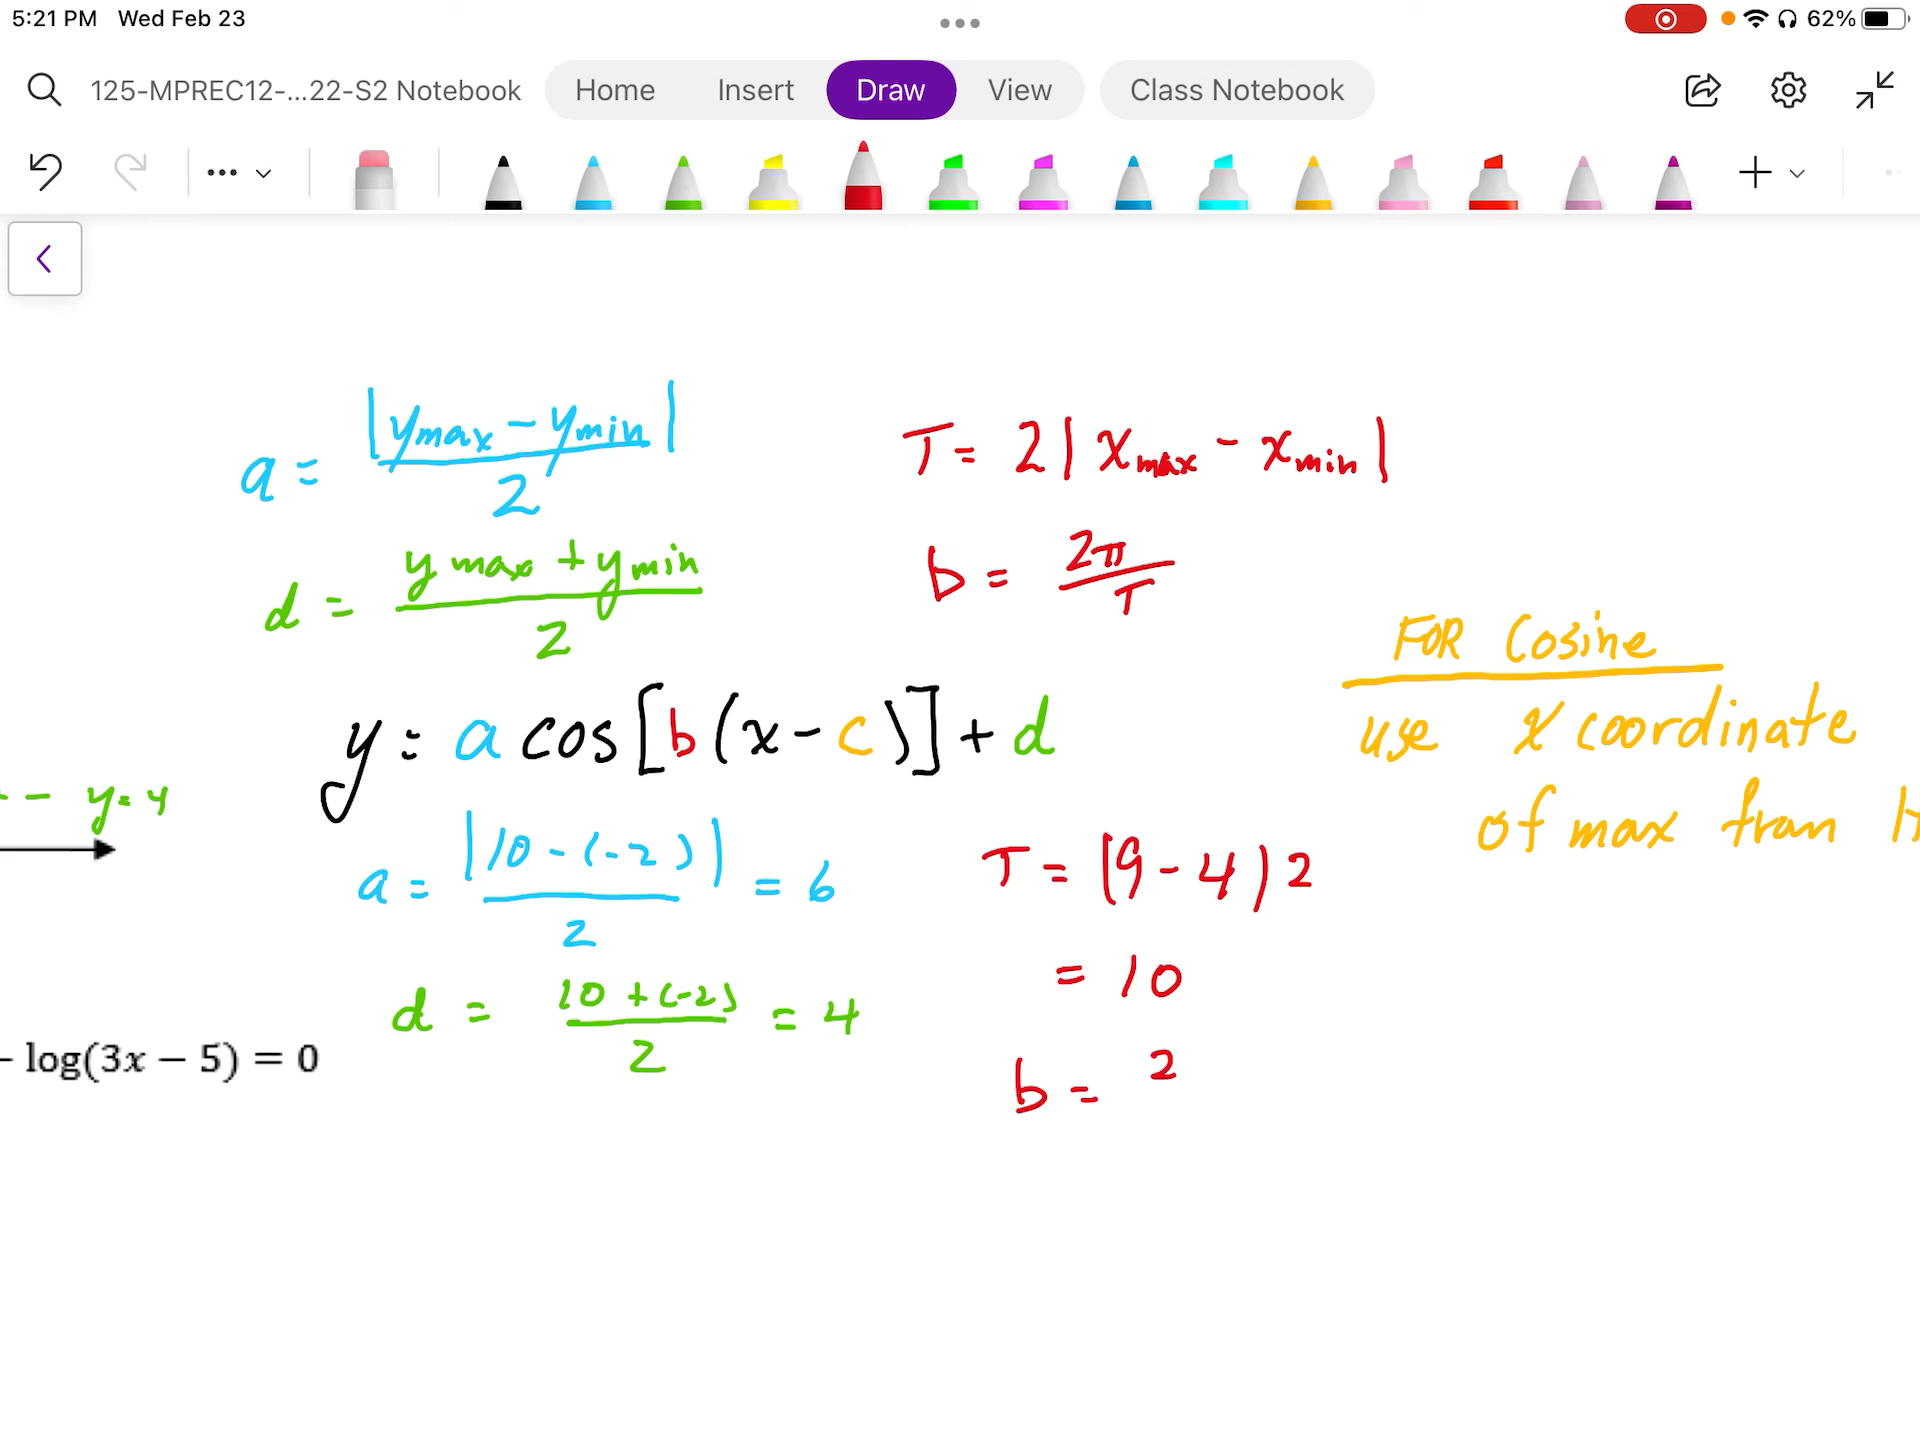 5:21 PM Wed Feb 23
62%
125-MPREC12-...22-S2 Notebook Home Insert Draw View Class Notebook
a = |ymax - ymin| / 2
T = 2|xmax - xmin|
d = ymax + ymin / 2
b = 2π / T
FOR Cosine
use x coordinate
of max from
y = a cos[b(x - c)] + d
-- y = 4
a = |10 - (-2)| / 2 = 6
T = (9 - 4)2
= 10
d = 10 + (-2) / 2 = 4
- log(3x − 5) = 0
b = 2